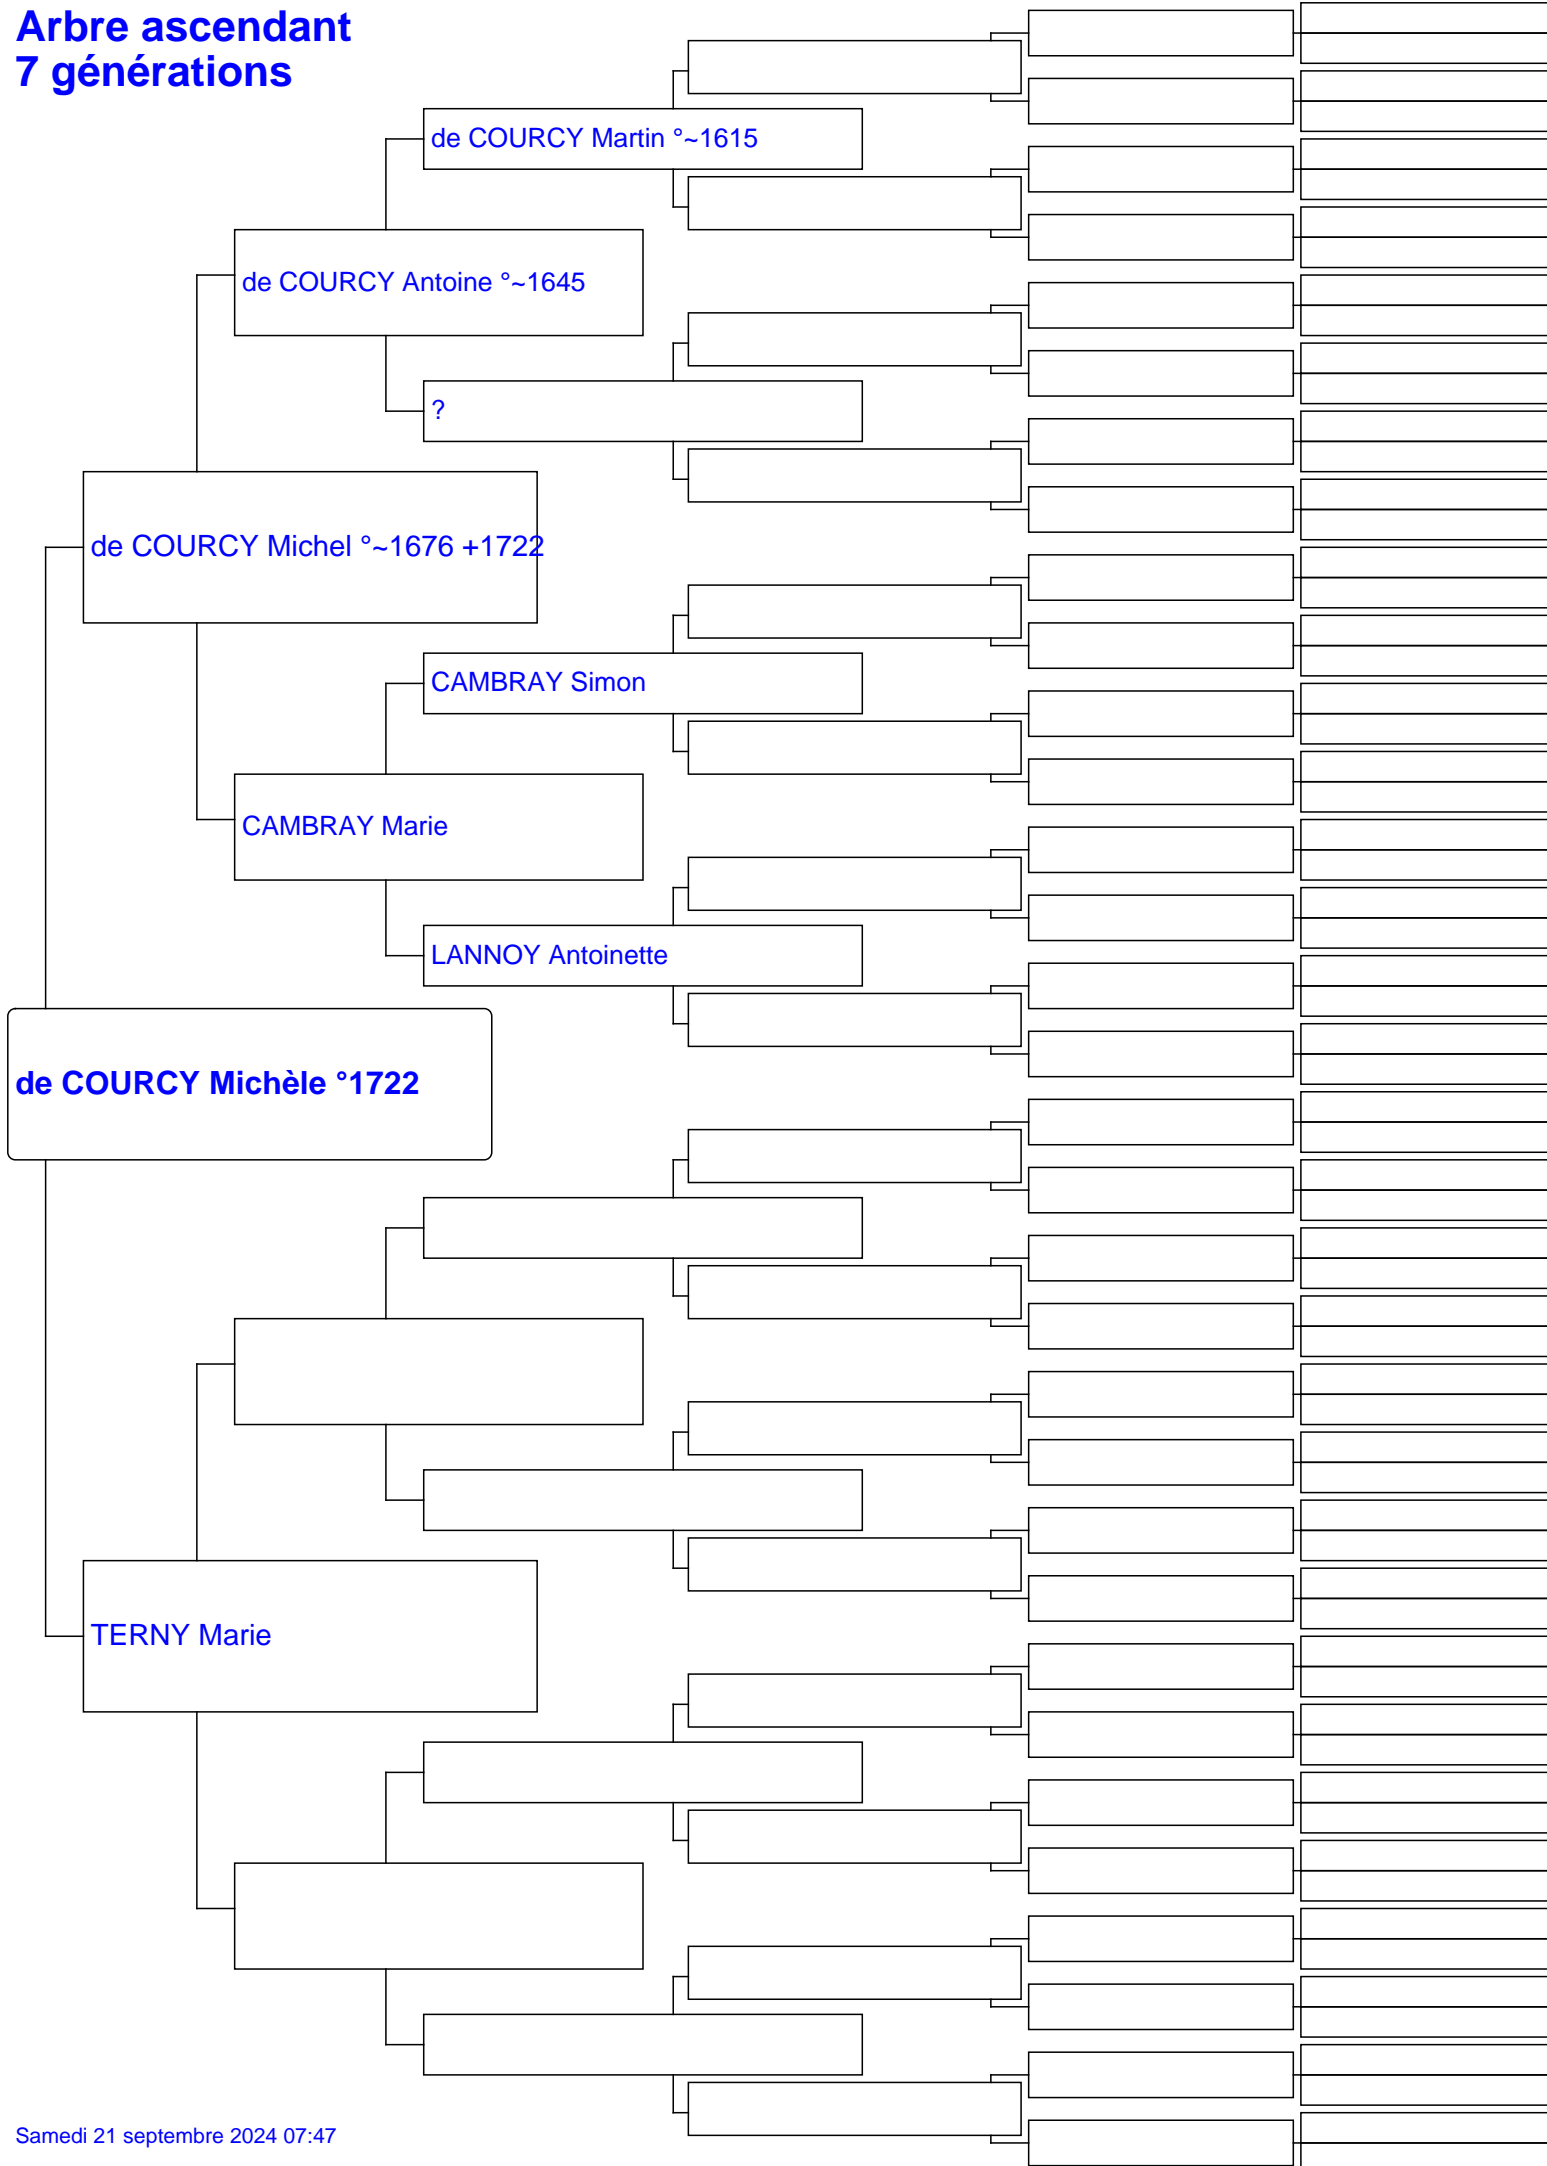 Arbre ascendant
7 générations
de COURCY Martin °~1615
de COURCY Antoine °~1645
?
de COURCY Michel °~1676 +1722
CAMBRAY Simon
CAMBRAY Marie
LANNOY Antoinette
de COURCY Michèle °1722
TERNY Marie
Samedi 21 septembre 2024 07:47